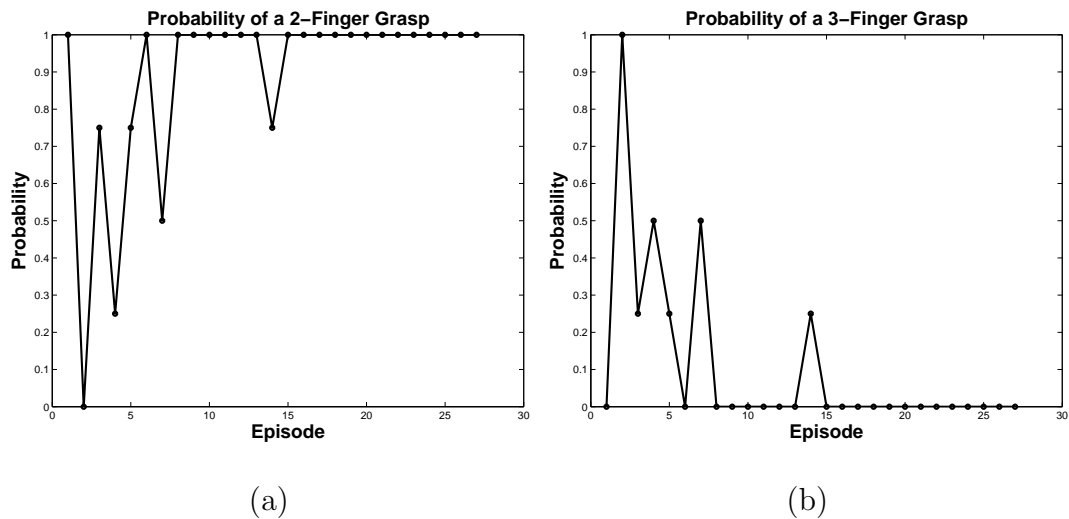 Probability of a 2−Finger Grasp
1
0.9
0.8
0.7
0.6
0.5
0.4
0.3
0.2
0.1
0
0 5 10 15 20 25 30
Probability
Episode
(a)
Probability of a 3−Finger Grasp
1
0.9
0.8
0.7
0.6
0.5
0.4
0.3
0.2
0.1
0
0 5 10 15 20 25 30
Probability
Episode
(b)